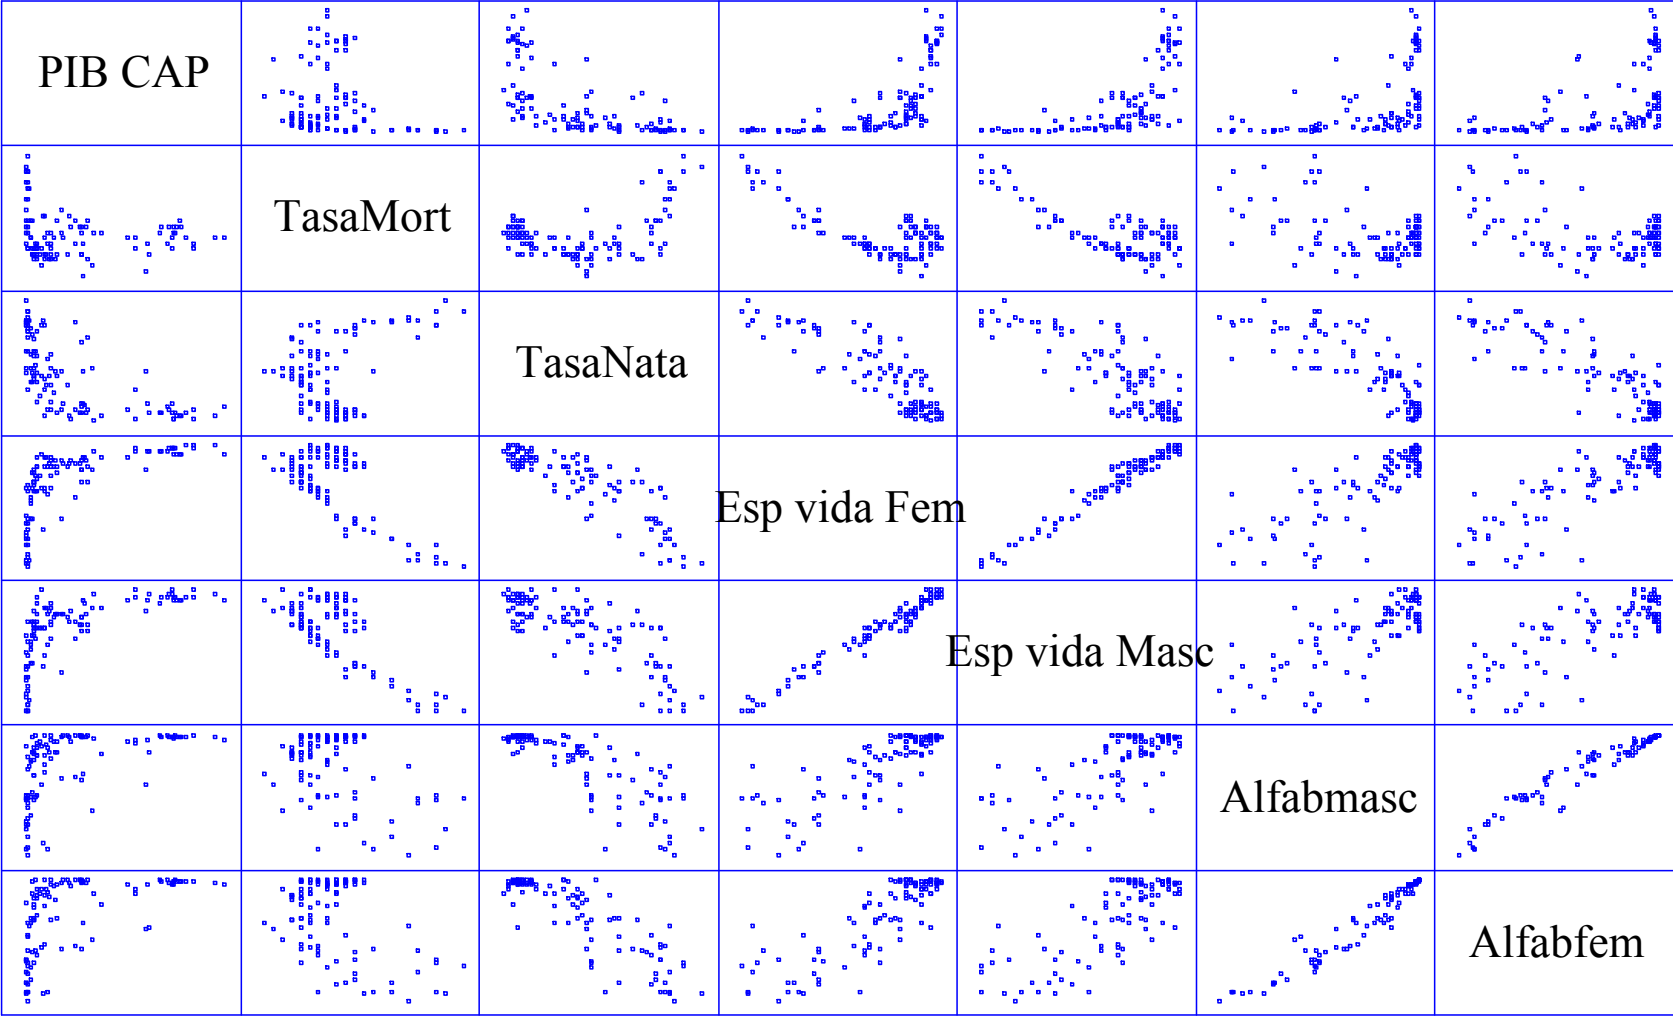 PIB CAP
TasaMort
TasaNata
Esp vida Fem
Esp vida Masc
Alfabmasc
Alfabfem